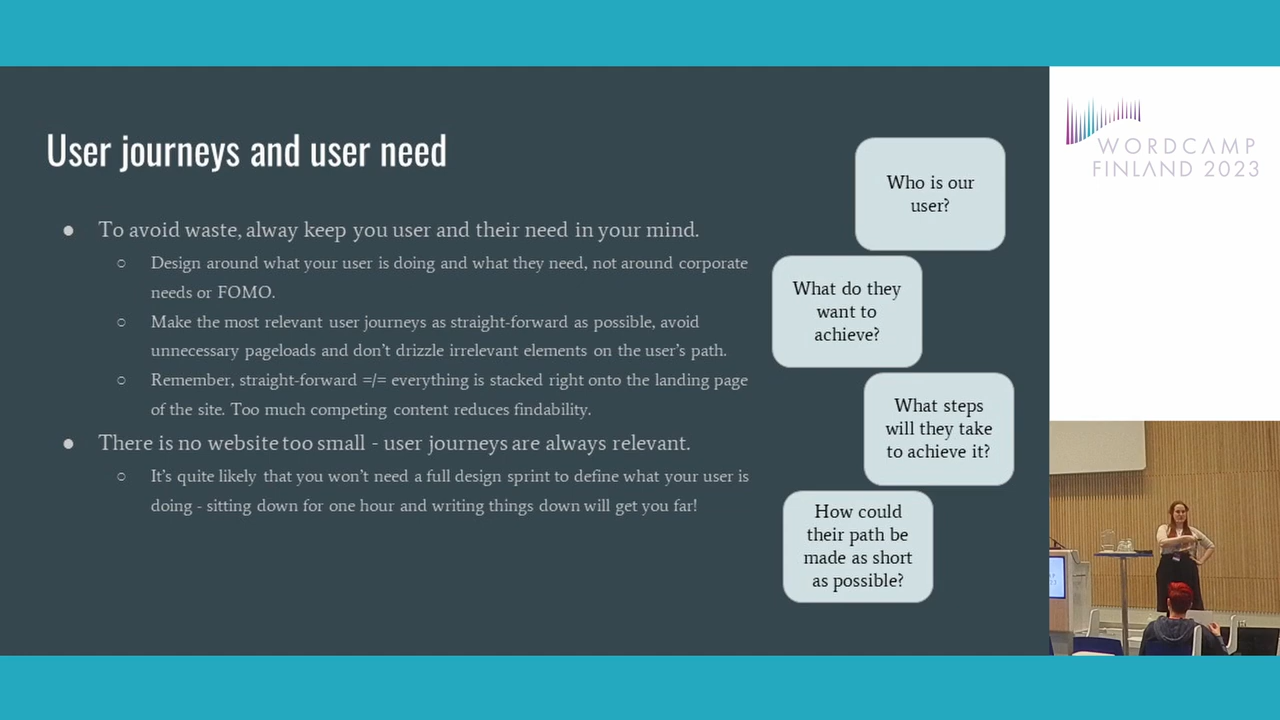 User journeys and user need
● To avoid waste, alway keep you user and their need in your mind.
○ Design around what your user is doing and what they need, not around corporate
needs or FOMO.
○ Make the most relevant user journeys as straight-forward as possible, avoid
unnecessary pageloads and don't drizzle irrelevant elements on the user's path.
○ Remember, straight-forward =/= everything is stacked right onto the landing page
of the site. Too much competing content reduces findability.
● There is no website too small - user journeys are always relevant.
○ It's quite likely that you won't need a full design sprint to define what your user is
doing - sitting down for one hour and writing things down will get you far!
Who is our
user?
What do they
want to
achieve?
What steps
will they take
to achieve it?
How could
their path be
made as short
as possible?
WORDCAMP
FINLAND 2023